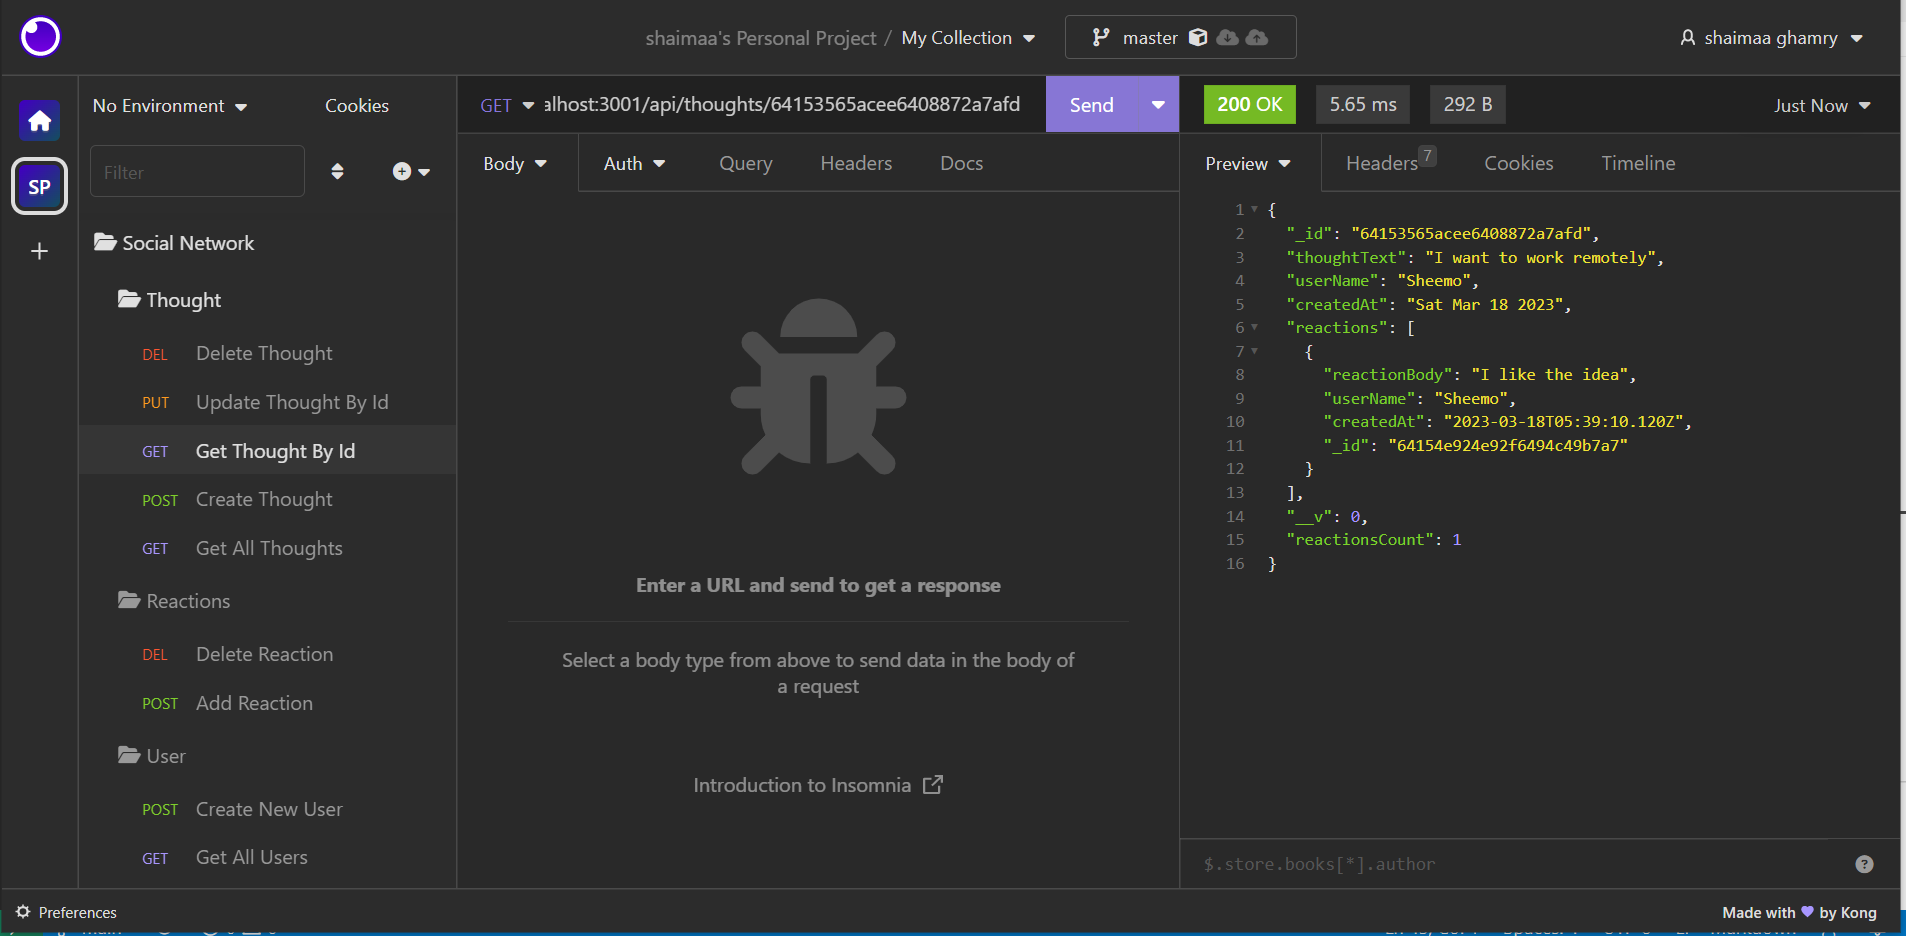 shaimaa's Personal Project / My Collection
master
shaimaa ghamry
SP
No Environment
Cookies
Filter
Social Network
Thought
DEL Delete Thought
PUT Update Thought By Id
GET Get Thought By Id
POST Create Thought
GET Get All Thoughts
Reactions
DEL Delete Reaction
POST Add Reaction
User
POST Create New User
GET Get All Users
GET alhost:3001/api/thoughts/64153565acee6408872a7afd Send
Body Auth Query Headers Docs
Enter a URL and send to get a response
Select a body type from above to send data in the body of
a request
Introduction to Insomnia
200 OK 5.65 ms 292 B Just Now
Preview Headers 7 Cookies Timeline
1 {
2 "_id": "64153565acee6408872a7afd",
3 "thoughtText": "I want to work remotely",
4 "userName": "Sheemo",
5 "createdAt": "Sat Mar 18 2023",
6 "reactions": [
7 {
8 "reactionBody": "I like the idea",
9 "userName": "Sheemo",
10 "createdAt": "2023-03-18T05:39:10.120Z",
11 "_id": "64154e924e92f6494c49b7a7"
12 }
13 ],
14 "__v": 0,
15 "reactionsCount": 1
16 }
$.store.books[*].author
Preferences
Made with by Kong